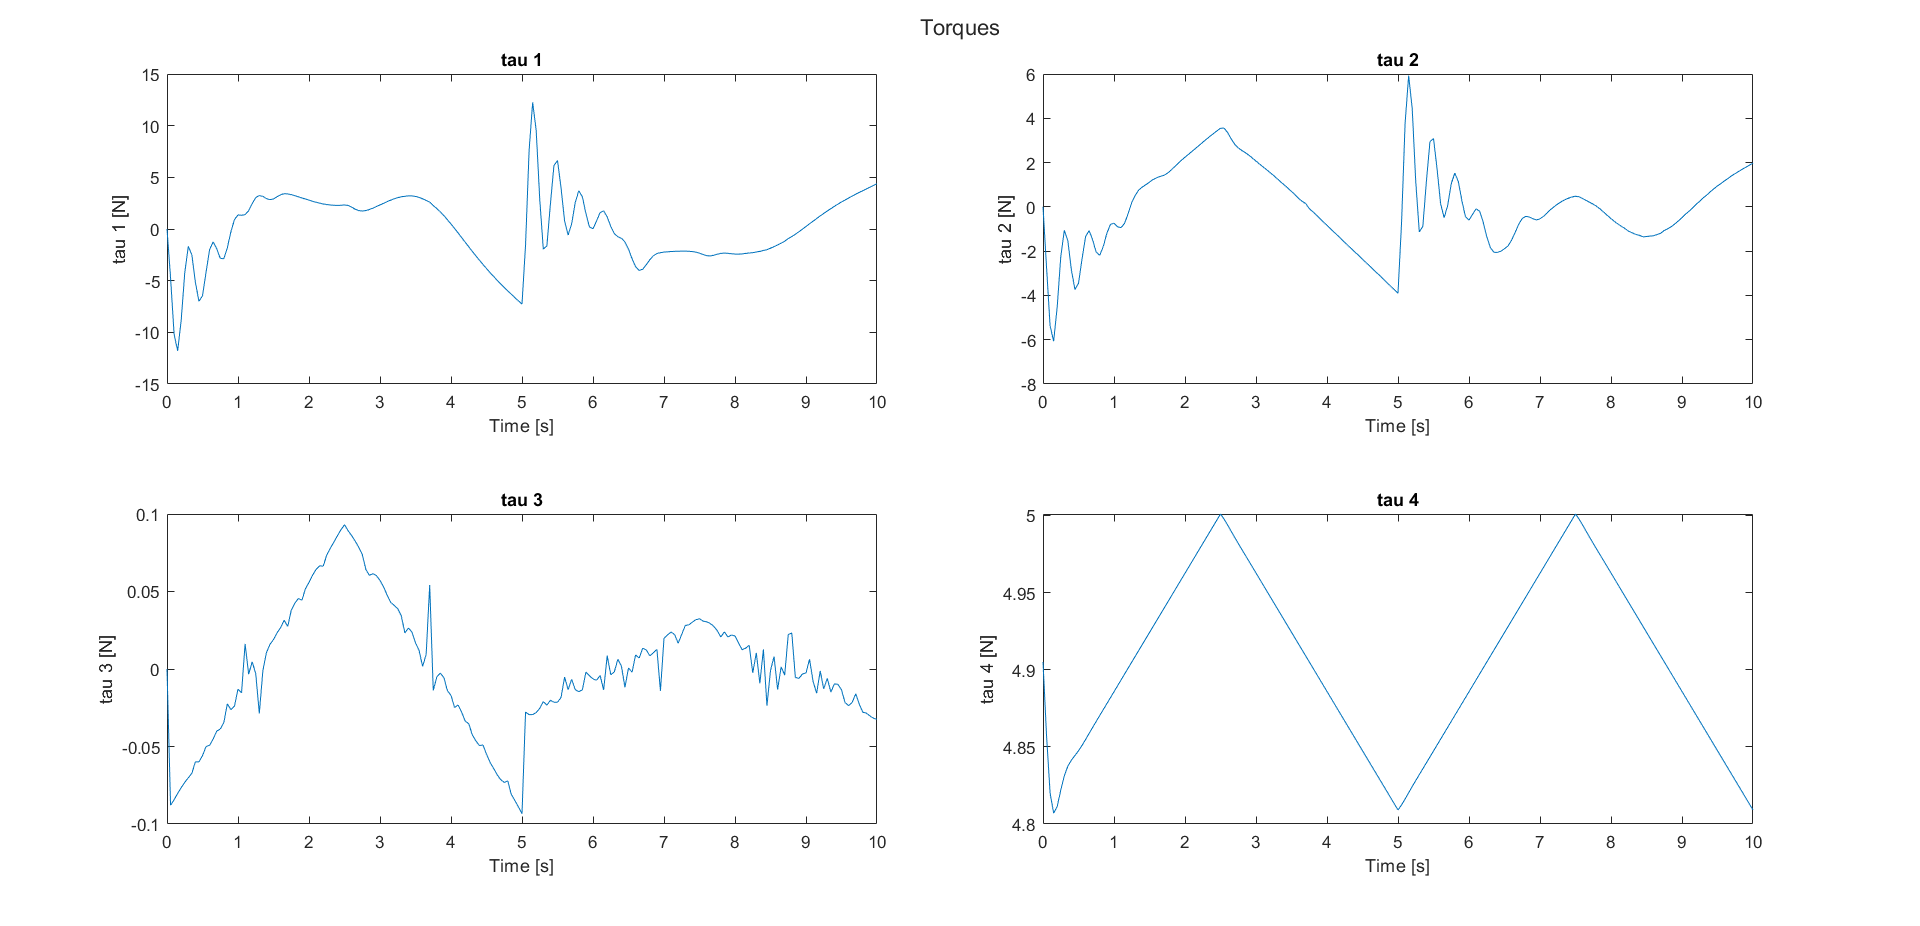 Torques
tau 1
15
10
5
0
-5
-10
-15
tau 1 [N]
0 1 2 3 4 5 6 7 8 9 10
Time [s]
tau 2
6
4
2
0
-2
-4
-6
-8
tau 2 [N]
0 1 2 3 4 5 6 7 8 9 10
Time [s]
tau 3
0.1
0.05
0
-0.05
-0.1
tau 3 [N]
0 1 2 3 4 5 6 7 8 9 10
Time [s]
tau 4
5
4.95
4.9
4.85
4.8
tau 4 [N]
0 1 2 3 4 5 6 7 8 9 10
Time [s]